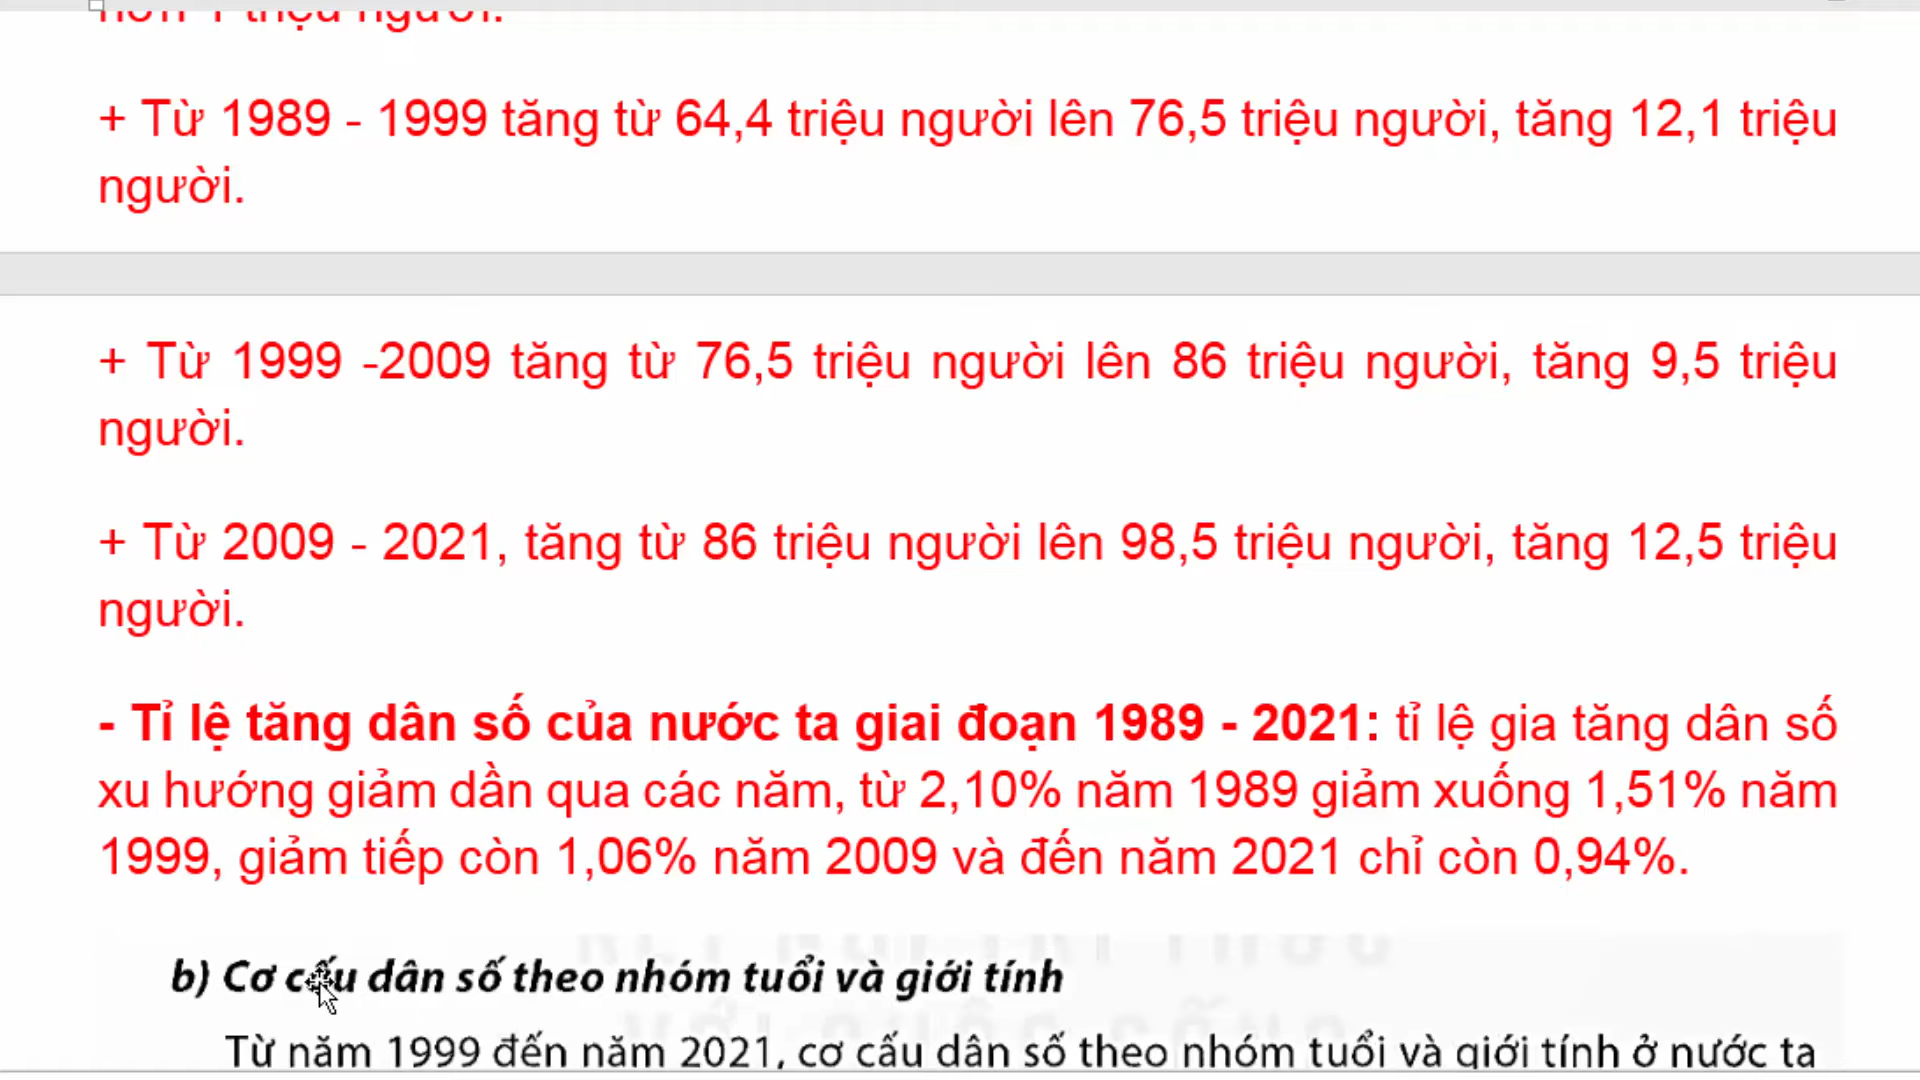 hơn 1 triệu người.
+ Từ 1989 - 1999 tăng từ 64,4 triệu người lên 76,5 triệu người, tăng 12,1 triệu
người.
+ Từ 1999 -2009 tăng từ 76,5 triệu người lên 86 triệu người, tăng 9,5 triệu
người.
+ Từ 2009 - 2021, tăng từ 86 triệu người lên 98,5 triệu người, tăng 12,5 triệu
người.
- Tỉ lệ tăng dân số của nước ta giai đoạn 1989 - 2021: tỉ lệ gia tăng dân số
xu hướng giảm dần qua các năm, từ 2,10% năm 1989 giảm xuống 1,51% năm
1999, giảm tiếp còn 1,06% năm 2009 và đến năm 2021 chỉ còn 0,94%.
b) Cơ cấu dân số theo nhóm tuổi và giới tính
Từ năm 1999 đến năm 2021, cơ cấu dân số theo nhóm tuổi và giới tính ở nước ta